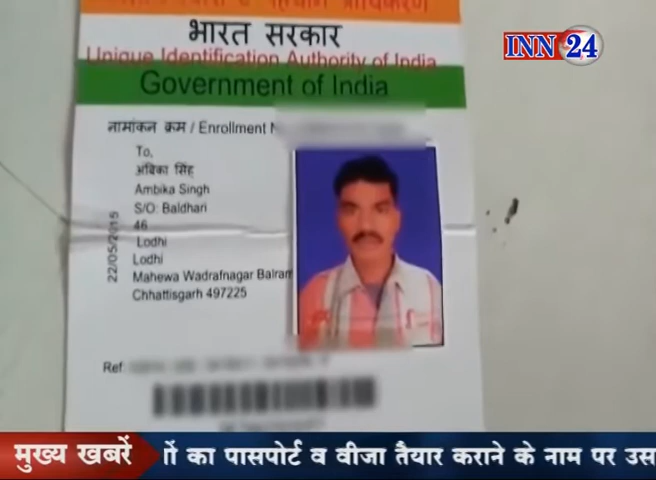 भारत सरकार
Unique Identification Authority of India
Government of India
INN 24
नामांकन क्रम / Enrollment
To,
अंबिका सिंह
Ambika Singh
S/O: Baldhari
46
Lodhi
Lodhi
Mahewa Wadrafnagar Balram
Chhattisgarh 497225
22/05/2015
Ref
मुख्य खबरें
का पासपोर्ट व वीजा तैयार कराने के नाम पर उस